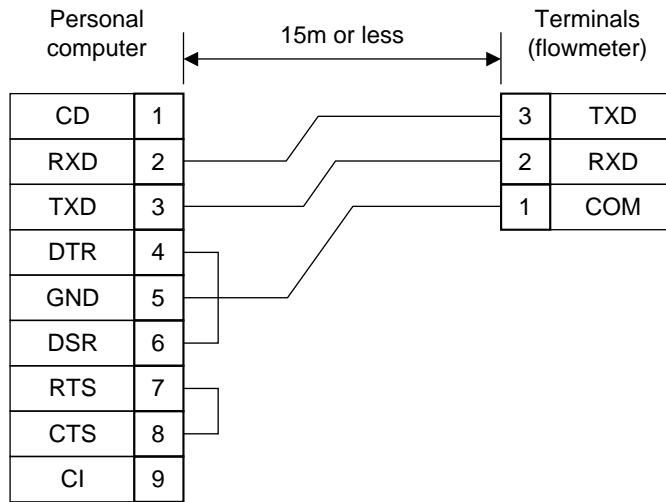 Personal
computer
15m or less
Terminals
(flowmeter)
CD 1
3 TXD
RXD 2
2 RXD
TXD 3
1 COM
DTR 4
GND 5
DSR 6
RTS 7
CTS 8
CI 9